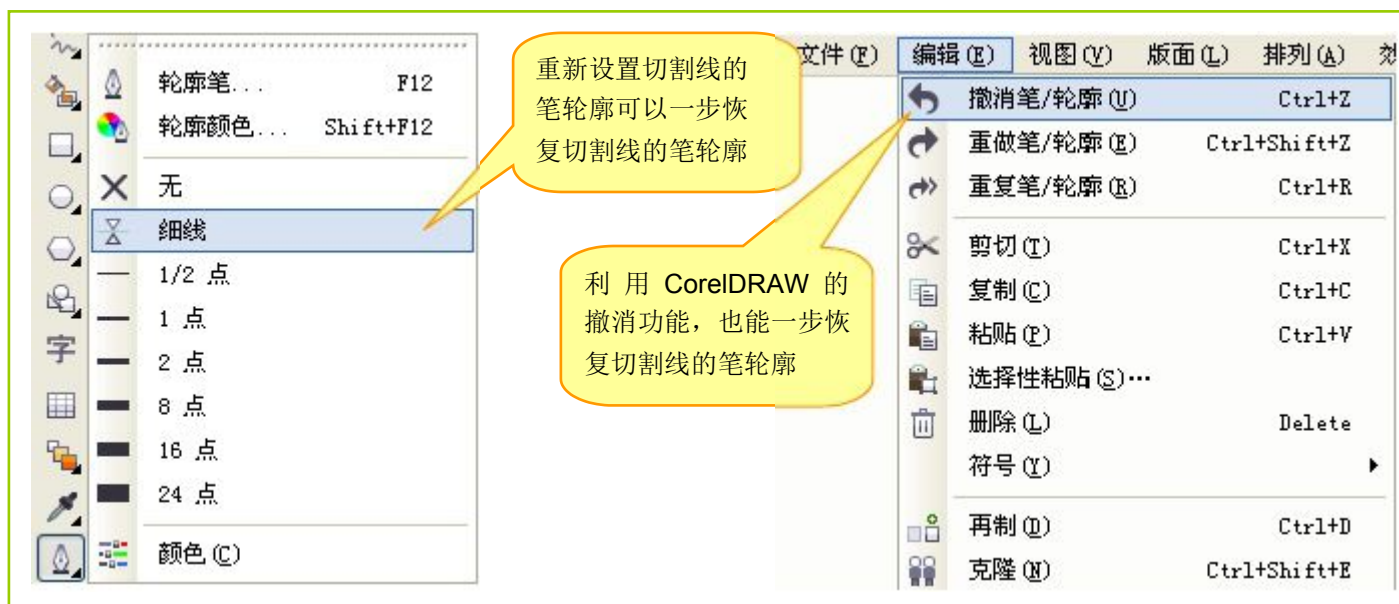 字
轮廓笔... F12
轮廓颜色... Shift+F12
无
细线
1/2 点
1 点
2 点
8 点
16 点
24 点
颜色(C)
重新设置切割线的
笔轮廓可以一步恢
复切割线的笔轮廓
利 用 CorelDRAW 的
撤消功能，也能一步恢
复切割线的笔轮廓
文件(F) 编辑(E) 视图(V) 版面(L) 排列(A)
撤消笔/轮廓(U) Ctrl+Z
重做笔/轮廓(E) Ctrl+Shift+Z
重复笔/轮廓(R) Ctrl+R
剪切(T) Ctrl+X
复制(C) Ctrl+C
粘贴(P) Ctrl+V
选择性粘贴(S)…
删除(L) Delete
符号(Y)
再制(D) Ctrl+D
克隆(N) Ctrl+Shift+E